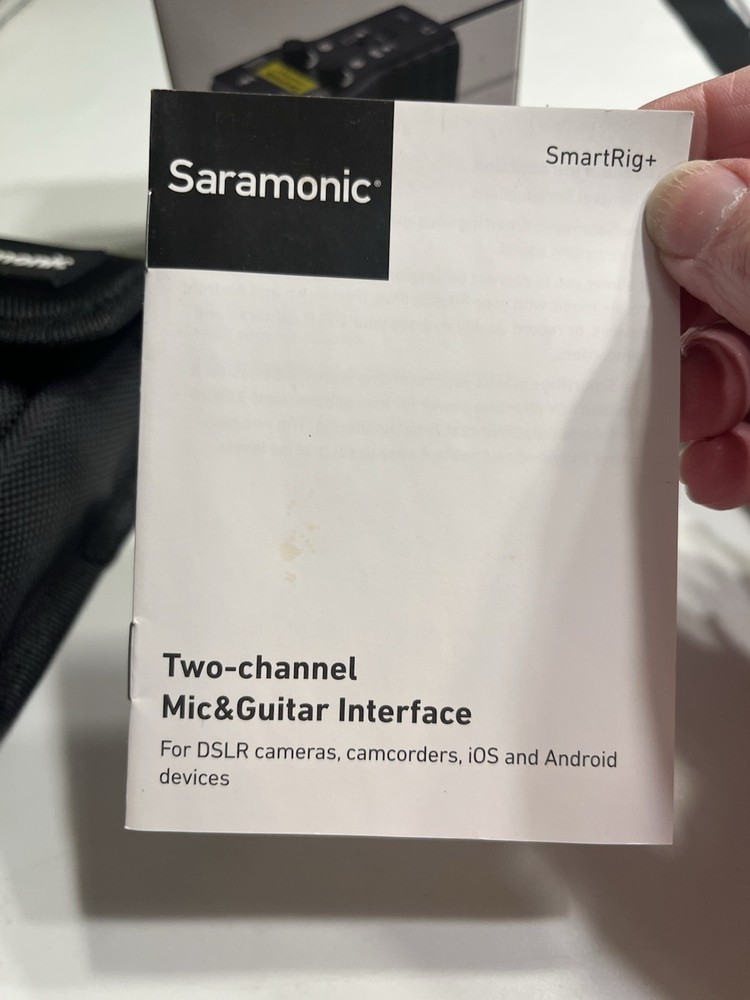 Saramonic®
SmartRig+
Two-channel
Mic&Guitar Interface
For DSLR cameras, camcorders, iOS and Android
devices